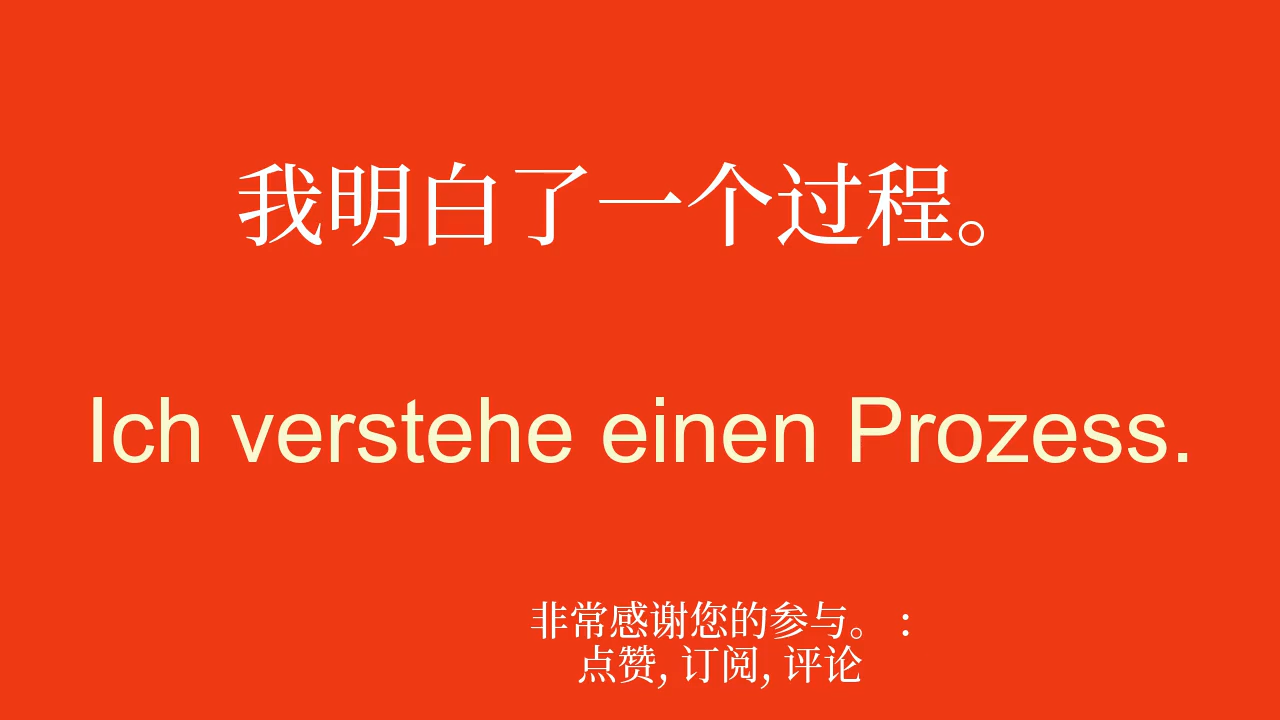 我明白了一个过程。
Ich verstehe einen Prozess.
非常感谢您的参与。 :
点赞, 订阅, 评论